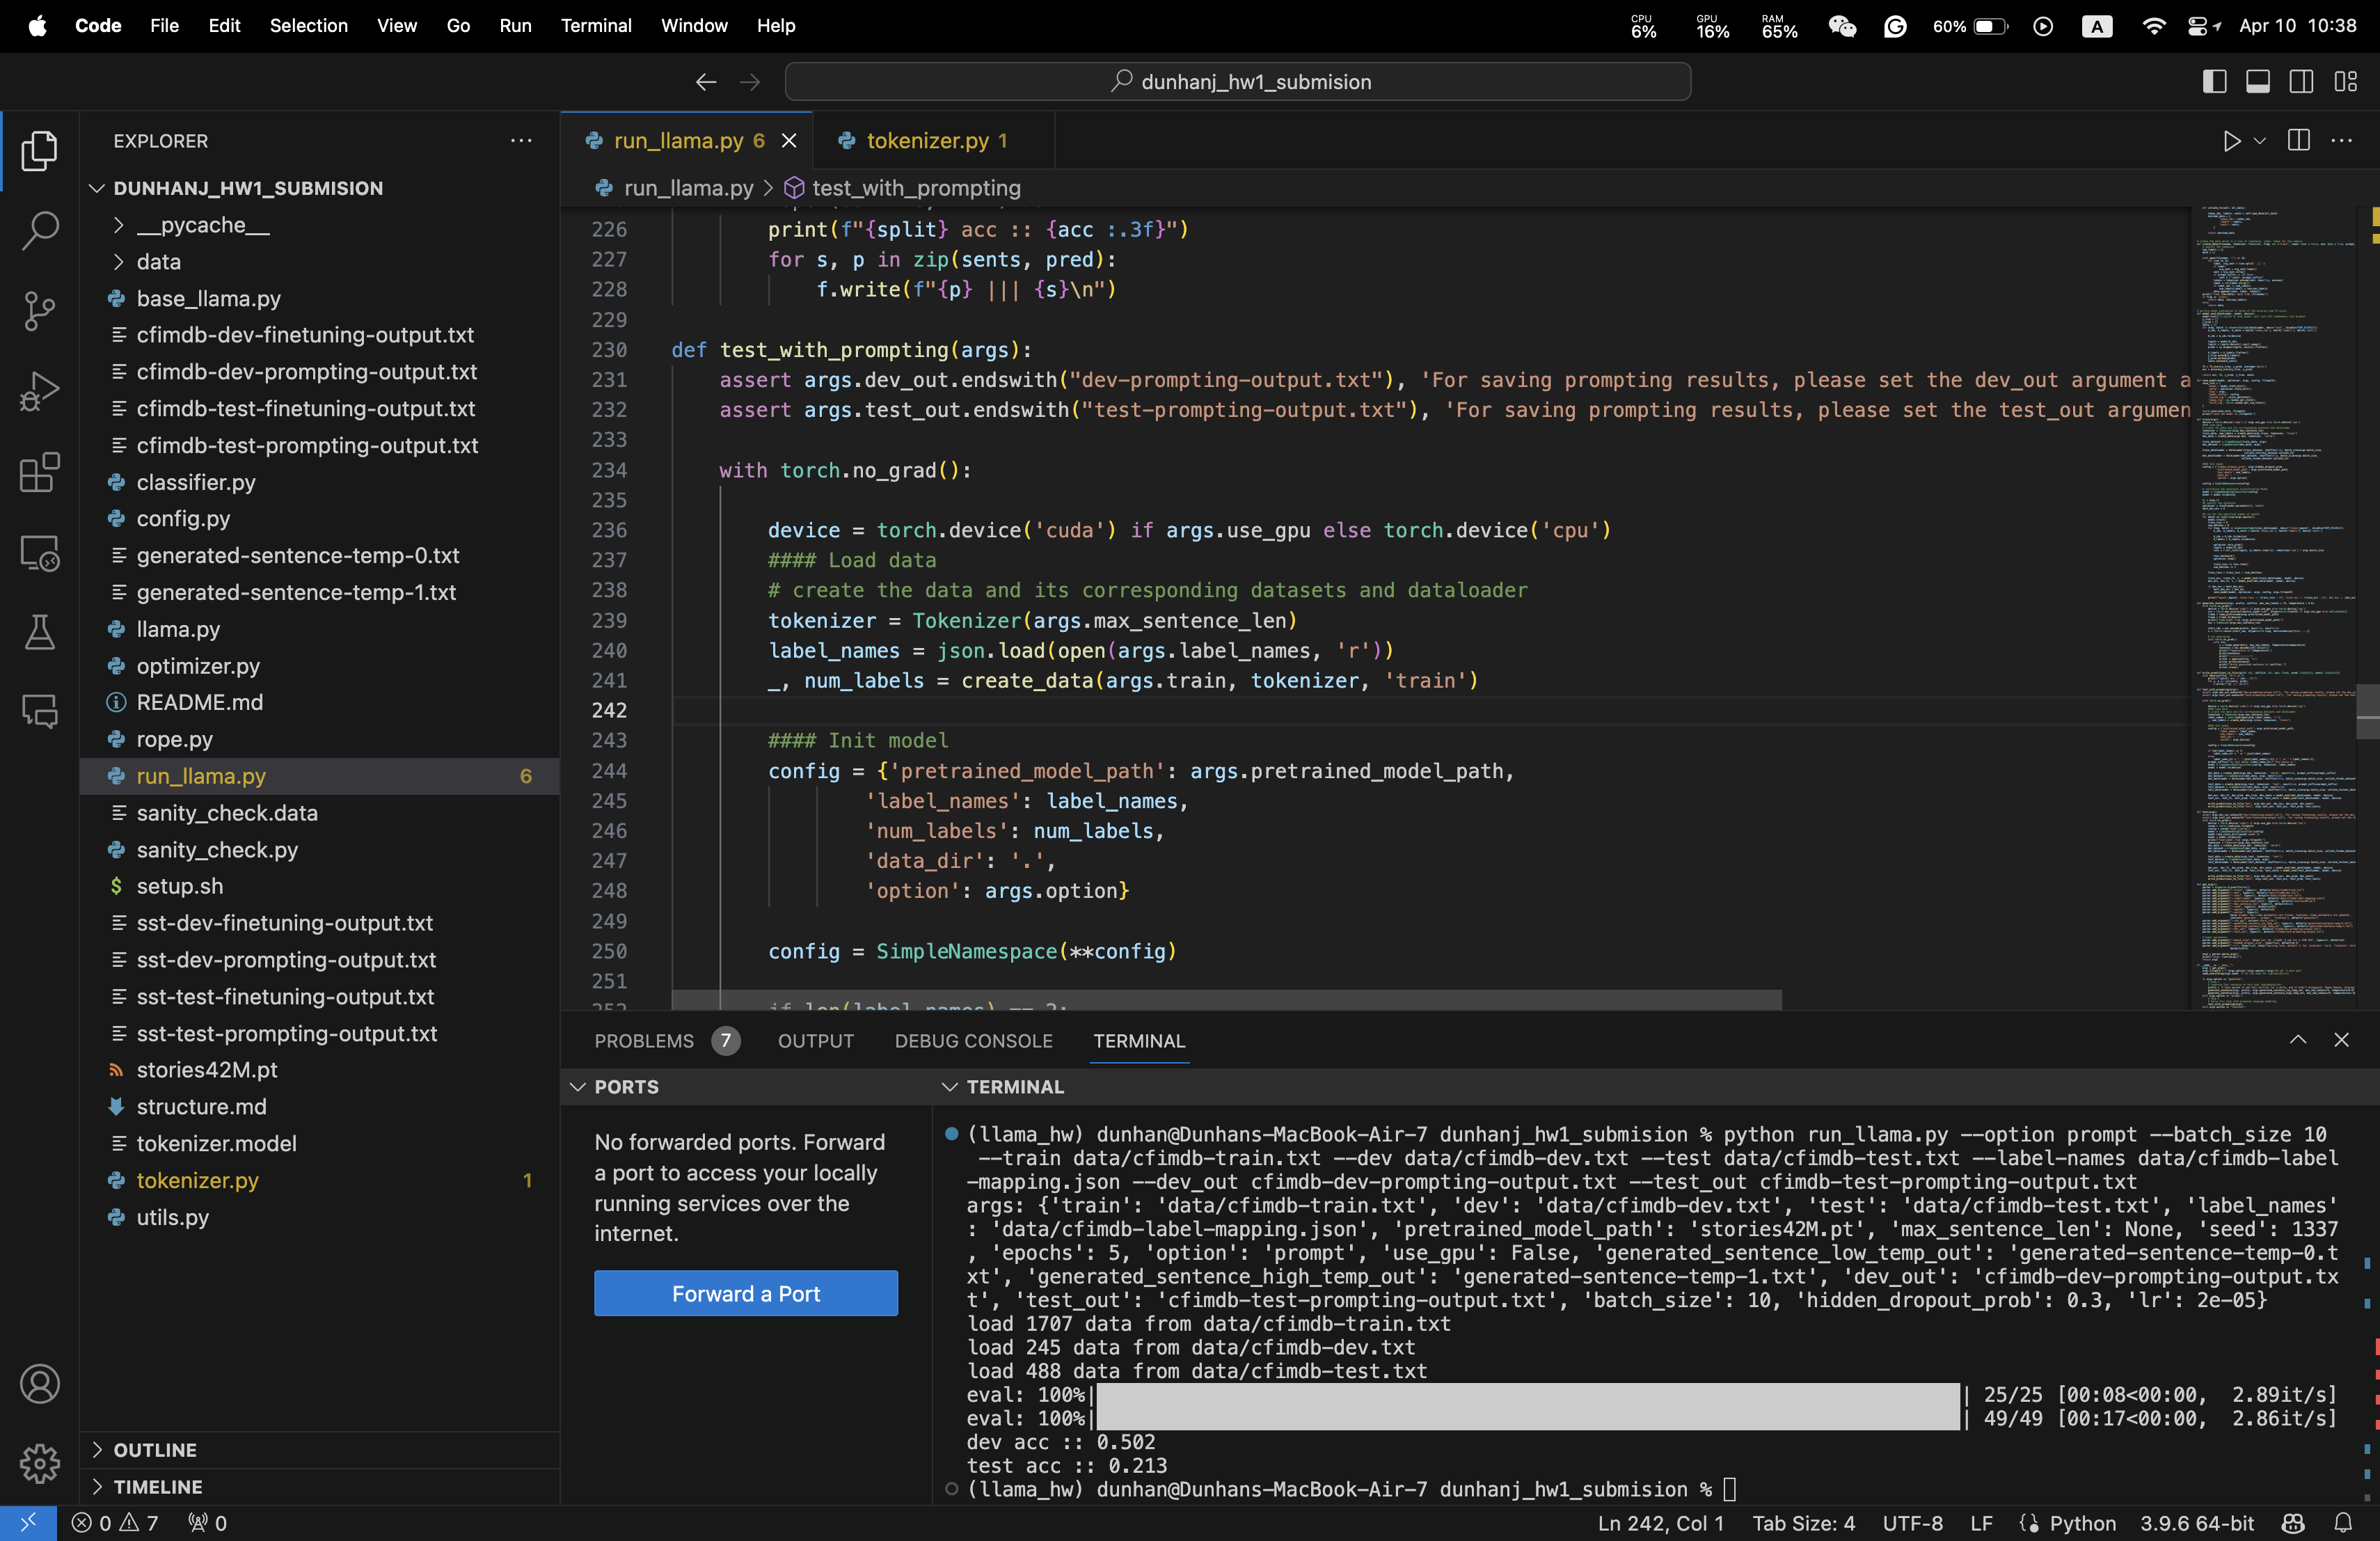 Code File Edit Selection View Go Run Terminal Window Help
CPU 6% GPU 16% RAM 65% 60% A Apr 10 10:38
dunhanj_hw1_submision
EXPLORER
DUNHANJ_HW1_SUBMISION
__pycache__
data
base_llama.py
cfimdb-dev-finetuning-output.txt
cfimdb-dev-prompting-output.txt
cfimdb-test-finetuning-output.txt
cfimdb-test-prompting-output.txt
classifier.py
config.py
generated-sentence-temp-0.txt
generated-sentence-temp-1.txt
llama.py
optimizer.py
README.md
rope.py
run_llama.py 6
sanity_check.data
sanity_check.py
setup.sh
sst-dev-finetuning-output.txt
sst-dev-prompting-output.txt
sst-test-finetuning-output.txt
sst-test-prompting-output.txt
stories42M.pt
structure.md
tokenizer.model
tokenizer.py 1
utils.py
OUTLINE
TIMELINE
run_llama.py 6 tokenizer.py 1
run_llama.py > test_with_prompting
226 print(f"{split} acc :: {acc :.3f}")
227 for s, p in zip(sents, pred):
228 f.write(f"{p} ||| {s}\n")
229
230 def test_with_prompting(args):
231 assert args.dev_out.endswith("dev-prompting-output.txt"), 'For saving prompting results, please set the dev_out argument a
232 assert args.test_out.endswith("test-prompting-output.txt"), 'For saving prompting results, please set the test_out argumen
233
234 with torch.no_grad():
235
236 device = torch.device('cuda') if args.use_gpu else torch.device('cpu')
237 #### Load data
238 # create the data and its corresponding datasets and dataloader
239 tokenizer = Tokenizer(args.max_sentence_len)
240 label_names = json.load(open(args.label_names, 'r'))
241 _, num_labels = create_data(args.train, tokenizer, 'train')
242
243 #### Init model
244 config = {'pretrained_model_path': args.pretrained_model_path,
245 'label_names': label_names,
246 'num_labels': num_labels,
247 'data_dir': '.',
248 'option': args.option}
249
250 config = SimpleNamespace(**config)
251
252 if len(label_names) == 2:
PROBLEMS 7 OUTPUT DEBUG CONSOLE TERMINAL
PORTS
No forwarded ports. Forward
a port to access your locally
running services over the
internet.
Forward a Port
TERMINAL
(llama_hw) dunhan@Dunhans-MacBook-Air-7 dunhanj_hw1_submision % python run_llama.py --option prompt --batch_size 10
--train data/cfimdb-train.txt --dev data/cfimdb-dev.txt --test data/cfimdb-test.txt --label-names data/cfimdb-label
-mapping.json --dev_out cfimdb-dev-prompting-output.txt --test_out cfimdb-test-prompting-output.txt
args: {'train': 'data/cfimdb-train.txt', 'dev': 'data/cfimdb-dev.txt', 'test': 'data/cfimdb-test.txt', 'label_names'
: 'data/cfimdb-label-mapping.json', 'pretrained_model_path': 'stories42M.pt', 'max_sentence_len': None, 'seed': 1337
, 'epochs': 5, 'option': 'prompt', 'use_gpu': False, 'generated_sentence_low_temp_out': 'generated-sentence-temp-0.t
xt', 'generated_sentence_high_temp_out': 'generated-sentence-temp-1.txt', 'dev_out': 'cfimdb-dev-prompting-output.tx
t', 'test_out': 'cfimdb-test-prompting-output.txt', 'batch_size': 10, 'hidden_dropout_prob': 0.3, 'lr': 2e-05}
load 1707 data from data/cfimdb-train.txt
load 245 data from data/cfimdb-dev.txt
load 488 data from data/cfimdb-test.txt
eval: 100%| | 25/25 [00:08<00:00, 2.89it/s]
eval: 100%| | 49/49 [00:17<00:00, 2.86it/s]
dev acc :: 0.502
test acc :: 0.213
(llama_hw) dunhan@Dunhans-MacBook-Air-7 dunhanj_hw1_submision %
0 7 0 Ln 242, Col 1 Tab Size: 4 UTF-8 LF Python 3.9.6 64-bit